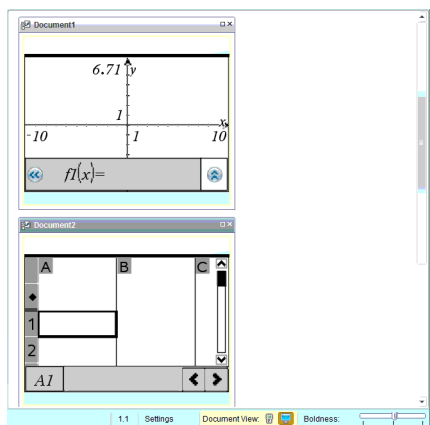 Document1
6.71 y
1 x
-10 1 10
f1(x)=
Document2
A B C
1
2
A1
1.1 Settings Document View: Boldness: